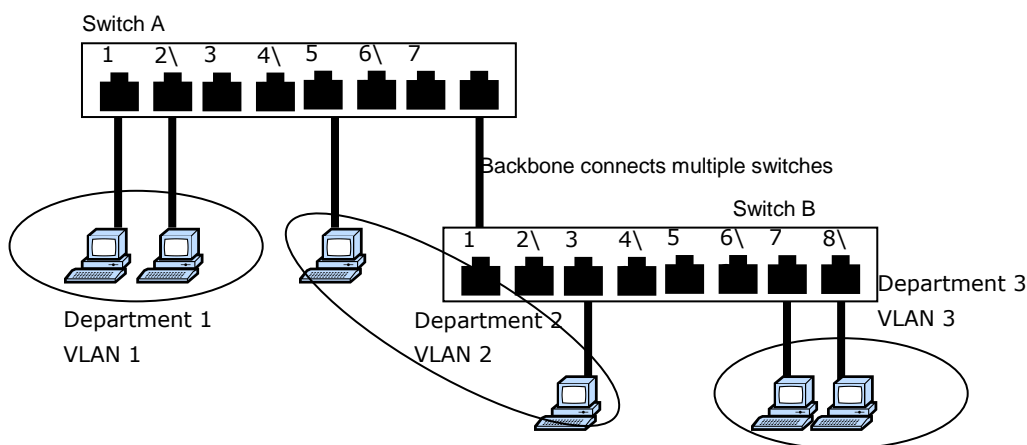 Switch A
1 2\ 3 4\ 5 6\ 7
Backbone connects multiple switches
Switch B
1 2\ 3 4\ 5 6\ 7 8\
Department 1
VLAN 1
Department 2
VLAN 2
Department 3
VLAN 3